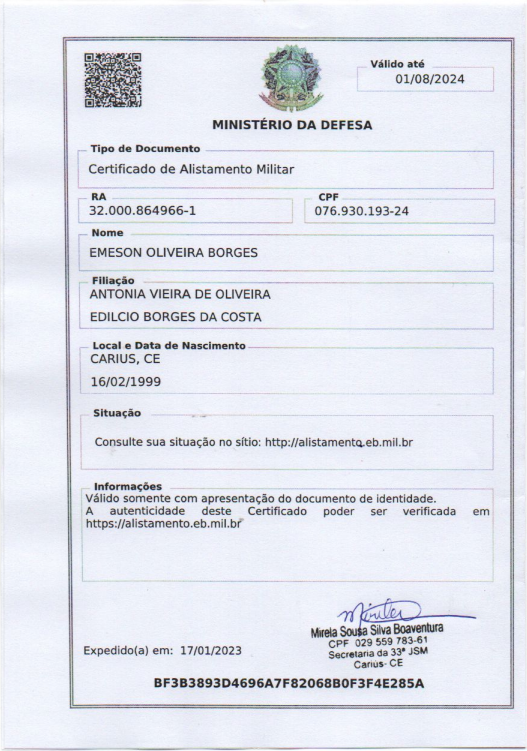 Válido até
01/08/2024
MINISTÉRIO DA DEFESA
Tipo de Documento
Certificado de Alistamento Militar
RA
32.000.864966-1
CPF
076.930.193-24
Nome
EMESON OLIVEIRA BORGES
Filiação
ANTONIA VIEIRA DE OLIVEIRA
EDILCIO BORGES DA COSTA
Local e Data de Nascimento
CARIUS, CE
16/02/1999
Situação
Consulte sua situação no sítio: http://alistamento.eb.mil.br
Informações
Válido somente com apresentação do documento de identidade.
A autenticidade deste Certificado poder ser verificada em
https://alistamento.eb.mil.br
Mirela Sousa Silva Boaventura
CPF 029 559 783-61
Secretaria da 33ª JSM
Cariús- CE
Expedido(a) em: 17/01/2023
BF3B3893D4696A7F82068B0F3F4E285A